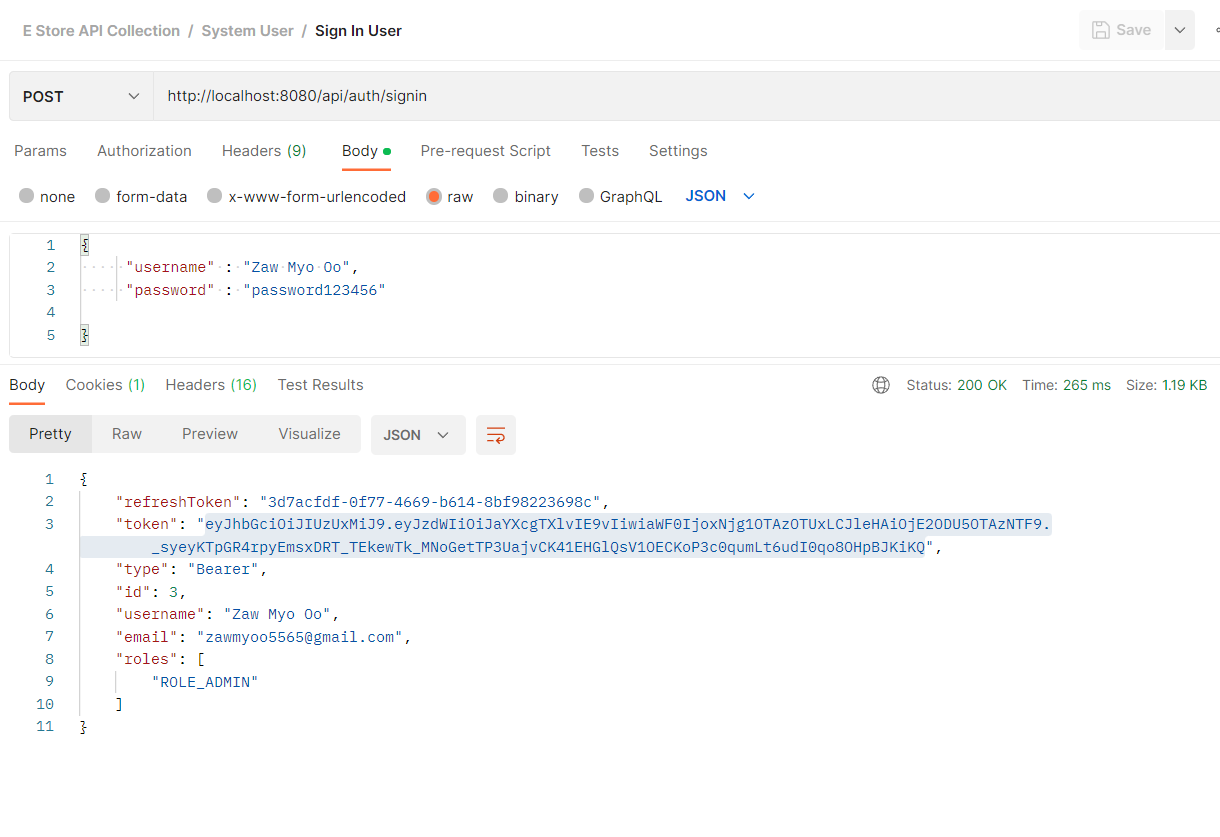 E Store API Collection / System User / Sign In User
Save
POST
http://localhost:8080/api/auth/signin
Params Authorization Headers (9) Body Pre-request Script Tests Settings
none form-data x-www-form-urlencoded raw binary GraphQL JSON
1 {
2 "username" : "Zaw Myo Oo",
3 "password" : "password123456"
4
5 }
Body Cookies (1) Headers (16) Test Results Status: 200 OK Time: 265 ms Size: 1.19 KB
Pretty Raw Preview Visualize JSON
1 {
2 "refreshToken": "3d7acfdf-0f77-4669-b614-8bf98223698c",
3 "token": "eyJhbGciOiJIUzUxMiJ9.eyJzdWIiOiJaYXcgTXlvIE9vIiwiaWF0IjoxNjg1OTAzOTUxLCJleHAiOjE2ODU5OTAzNTF9.
_syeyKTpGR4rpyEmsxDRT_TEkewTk_MNoGetTP3UajvCK41EHGlQsV1OECKoP3c0qumLt6udI0qo8OHpBJKiKQ",
4 "type": "Bearer",
5 "id": 3,
6 "username": "Zaw Myo Oo",
7 "email": "zawmyoo5565@gmail.com",
8 "roles": [
9 "ROLE_ADMIN"
10 ]
11 }